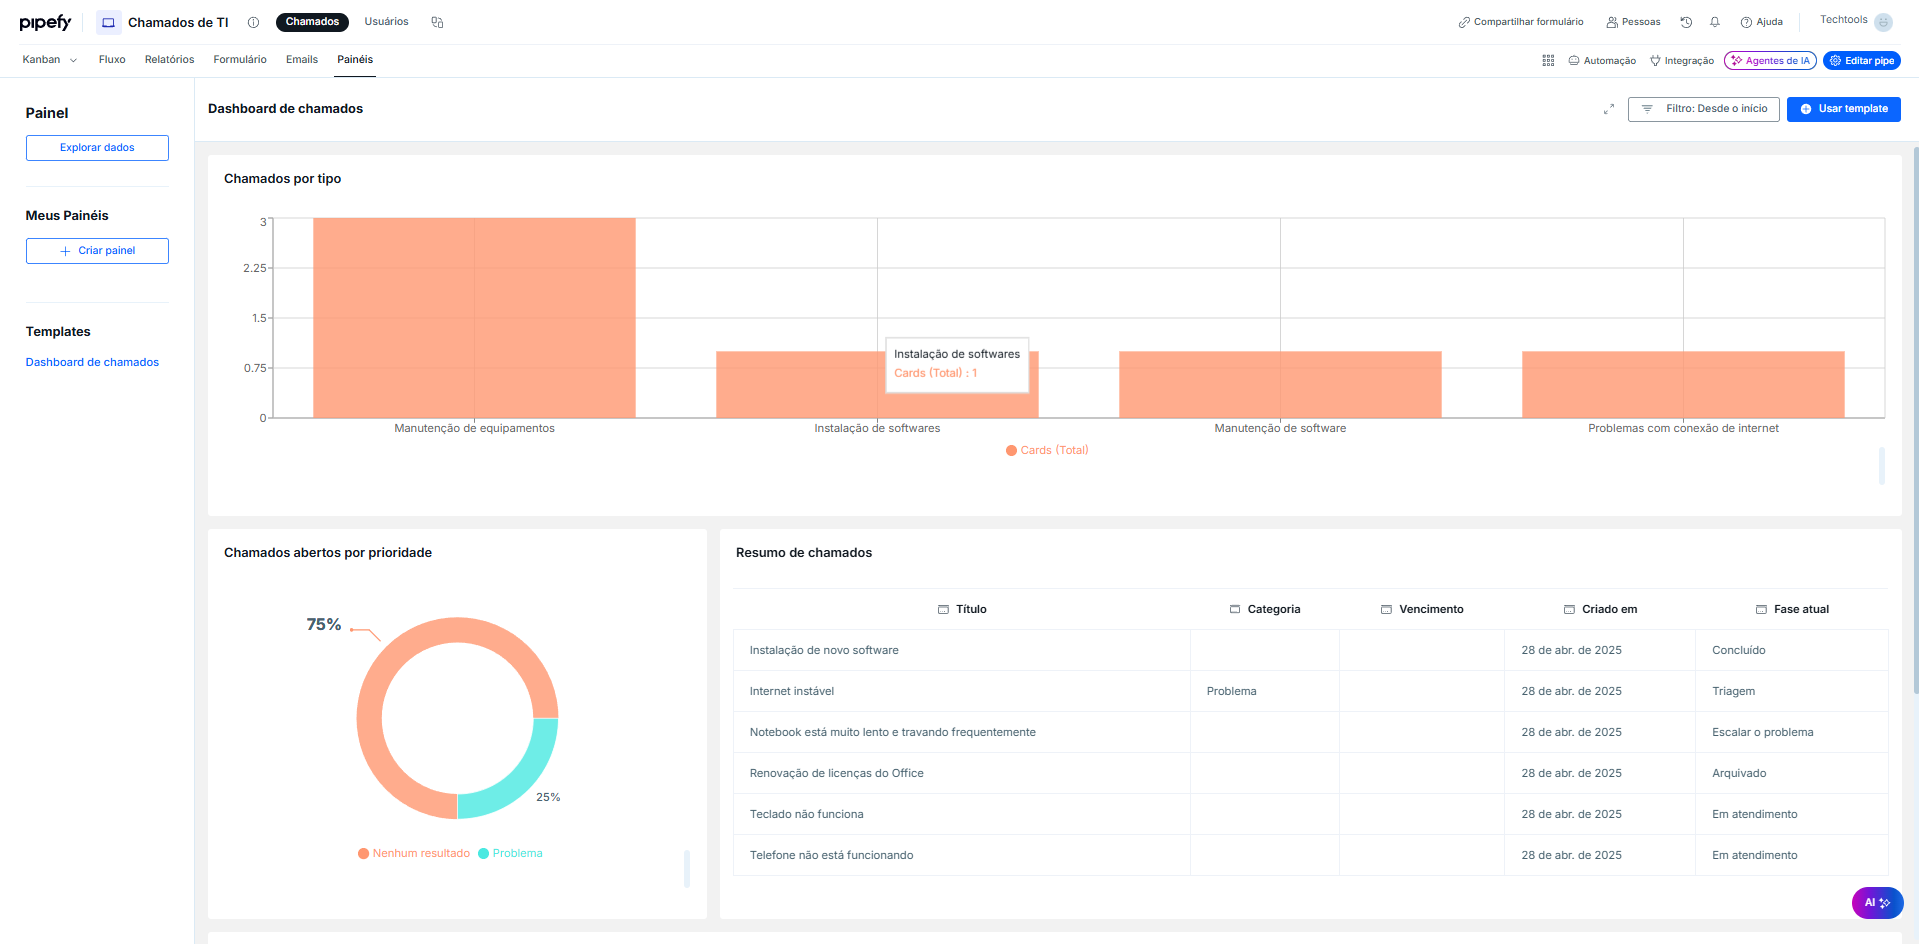 pipefy Chamados de TI Chamados Usuários Compartilhar formulário Pessoas Ajuda Techtools
Kanban Fluxo Relatórios Formulário Emails Painéis Automação Integração Agentes de IA Editar pipe
Painel
Explorar dados
Meus Painéis
Criar painel
Templates
Dashboard de chamados
Dashboard de chamados Filtro: Desde o início Usar template
Chamados por tipo
3
2.25
1.5
0.75
0
Instalação de softwares
Cards (Total) : 1
Manutenção de equipamentos Instalação de softwares Manutenção de software Problemas com conexão de internet
Cards (Total)
Chamados abertos por prioridade
75%
25%
Nenhum resultado Problema
Resumo de chamados
Título Categoria Vencimento Criado em Fase atual
Instalação de novo software 28 de abr. de 2025 Concluído
Internet instável Problema 28 de abr. de 2025 Triagem
Notebook está muito lento e travando frequentemente 28 de abr. de 2025 Escalar o problema
Renovação de licenças do Office 28 de abr. de 2025 Arquivado
Teclado não funciona 28 de abr. de 2025 Em atendimento
Telefone não está funcionando 28 de abr. de 2025 Em atendimento
AI